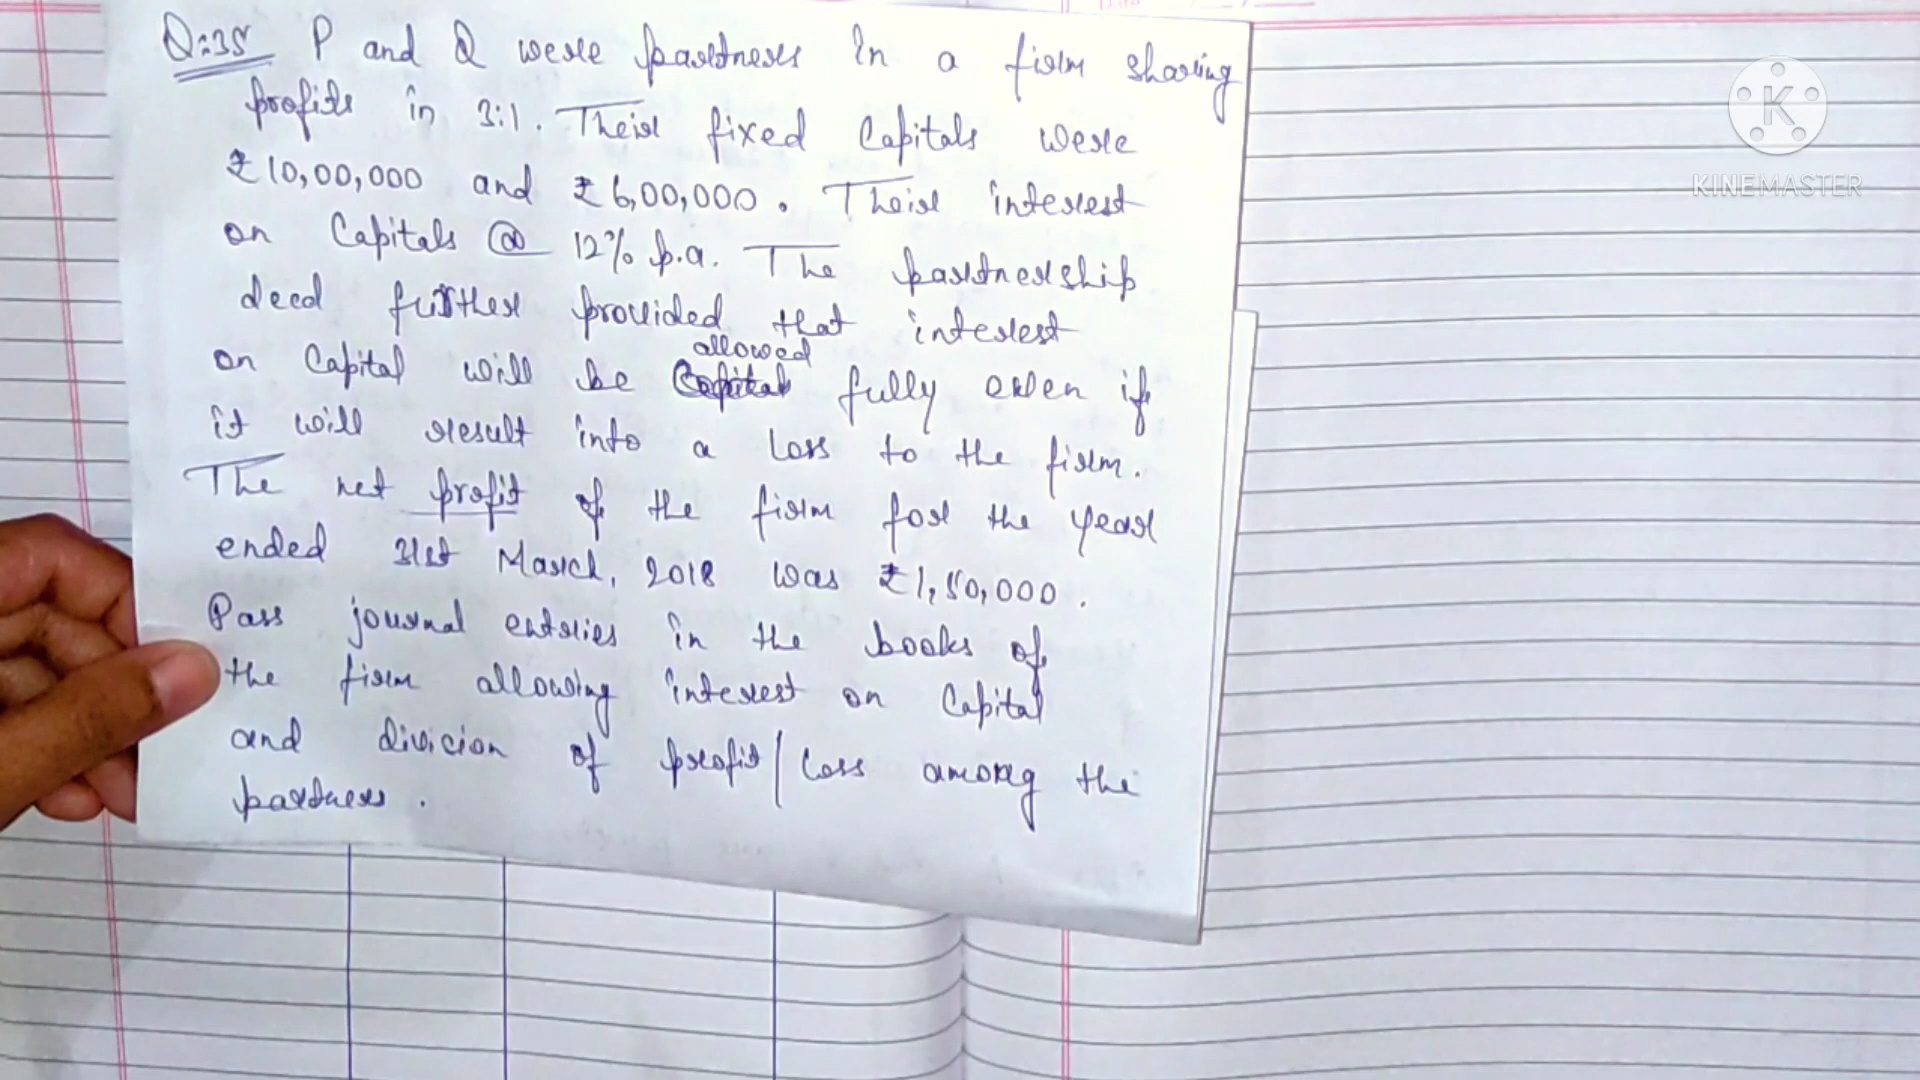 Q:35 P and Q were partners in a firm sharing
profits in 3:1. Their fixed Capitals were
₹10,00,000 and ₹6,00,000. Their interest
on Capitals @ 12% p.a. The partnership
deed further provided that interest
on Capital will be allowed fully even if
it will result into a loss to the firm.
The net profit of the firm for the year
ended 31st March, 2018 was ₹1,50,000.
Pass journal entries in the books of
the firm allowing interest on Capital
and division of profit/loss among the
partners.
K
KINEMASTER